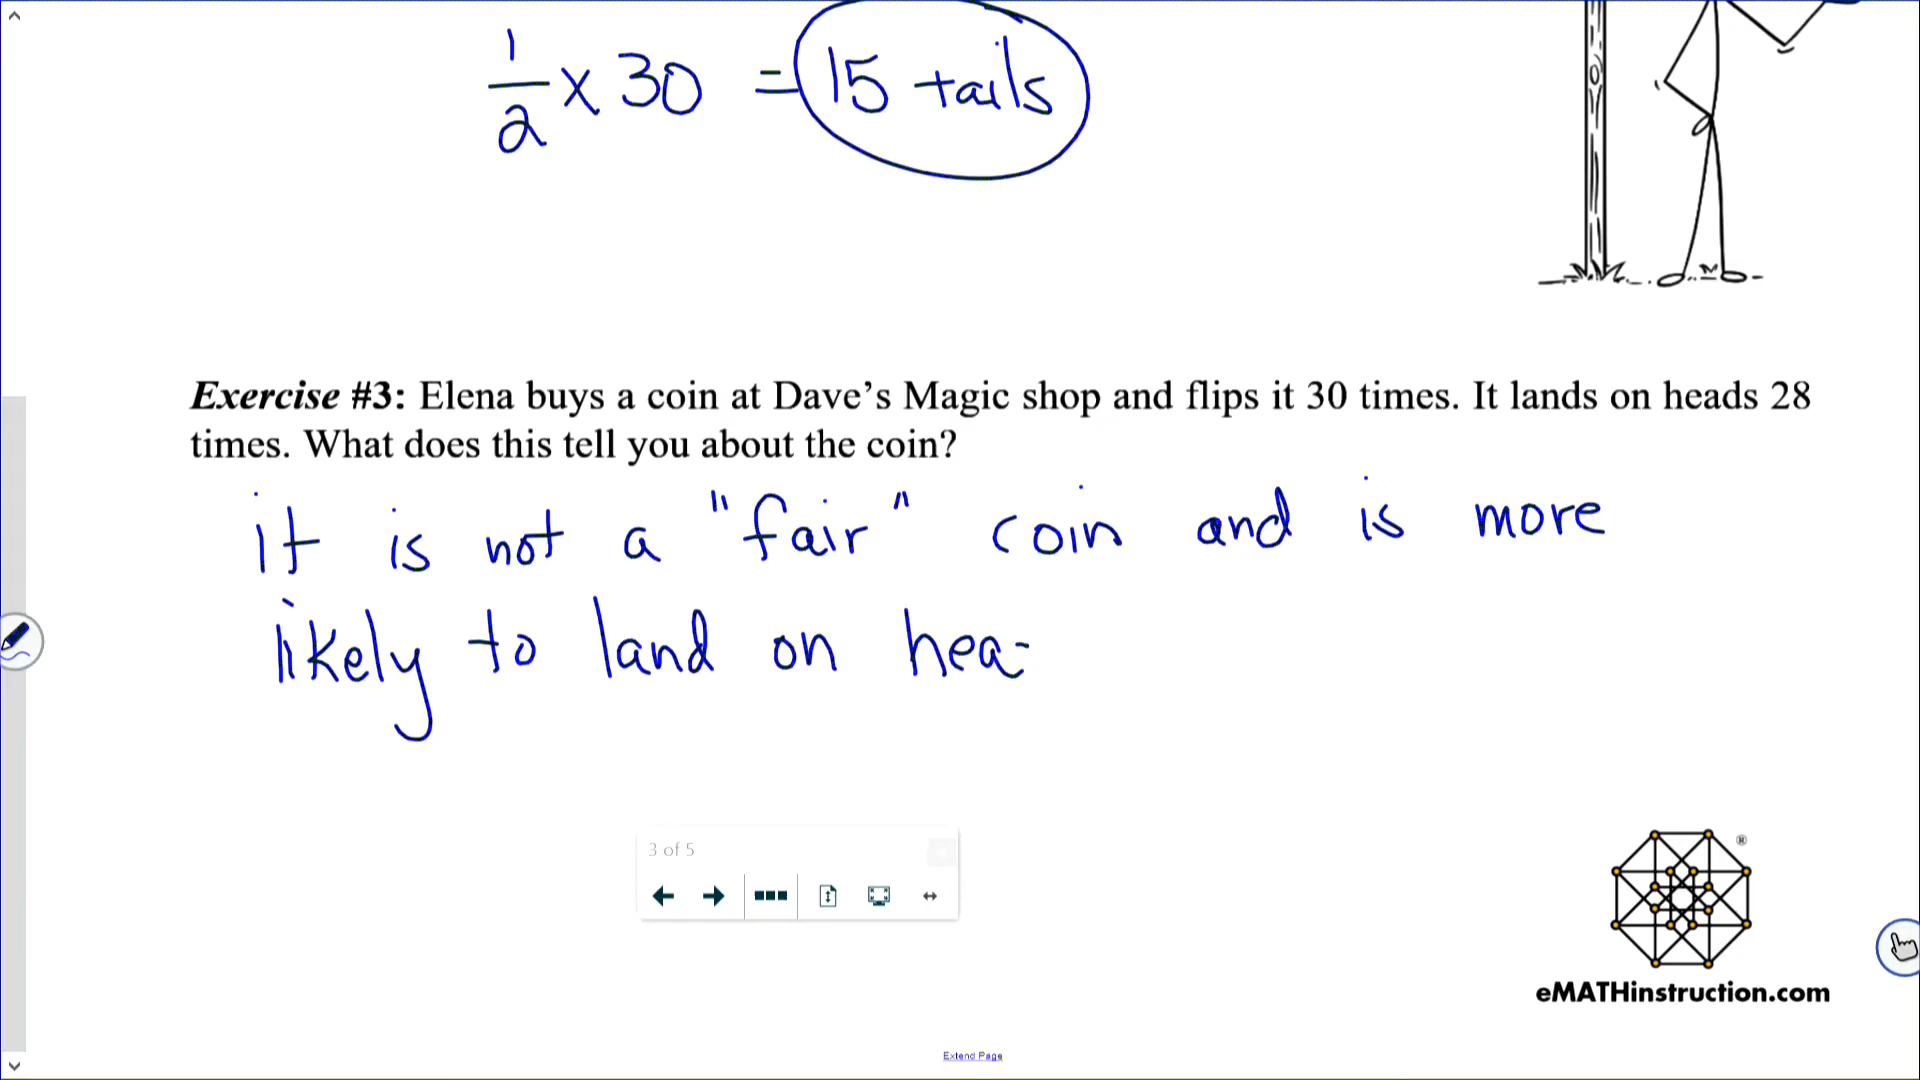 1/2 × 30 = 15 tails
Exercise #3: Elena buys a coin at Dave’s Magic shop and flips it 30 times. It lands on heads 28
times. What does this tell you about the coin?
it is not a "fair" coin and is more
likely to land on hea
3 of 5
®
eMATHinstruction.com
Extend Page